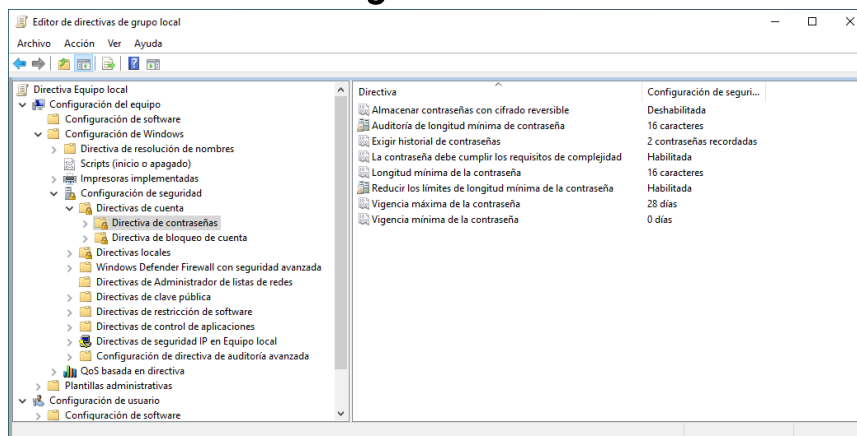 Editor de directivas de grupo local
Archivo Acción Ver Ayuda
Directiva Equipo local
Configuración del equipo
Configuración de software
Configuración de Windows
Directiva de resolución de nombres
Scripts (inicio o apagado)
Impresoras implementadas
Configuración de seguridad
Directivas de cuenta
Directiva de contraseñas
Directiva de bloqueo de cuenta
Directivas locales
Windows Defender Firewall con seguridad avanzada
Directivas de Administrador de listas de redes
Directivas de clave pública
Directivas de restricción de software
Directivas de control de aplicaciones
Directivas de seguridad IP en Equipo local
Configuración de directiva de auditoría avanzada
QoS basada en directiva
Plantillas administrativas
Configuración de usuario
Configuración de software
Directiva Configuración de seguri...
Almacenar contraseñas con cifrado reversible Deshabilitada
Auditoría de longitud mínima de contraseña 16 caracteres
Exigir historial de contraseñas 2 contraseñas recordadas
La contraseña debe cumplir los requisitos de complejidad Habilitada
Longitud mínima de la contraseña 16 caracteres
Reducir los límites de longitud mínima de la contraseña Habilitada
Vigencia máxima de la contraseña 28 días
Vigencia mínima de la contraseña 0 días